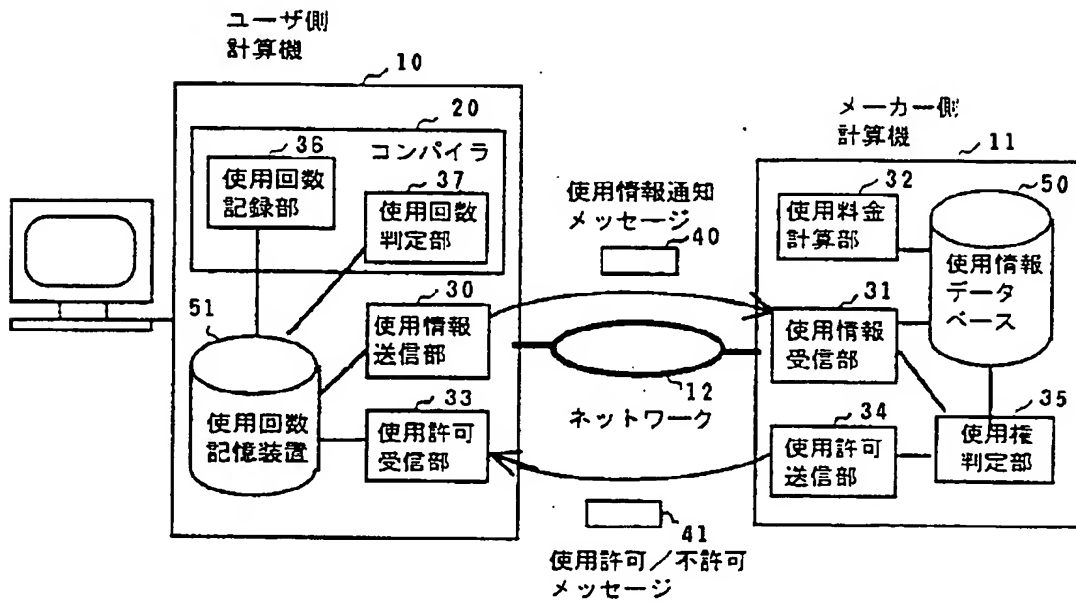 ユーザ側
計算機
10
20
コンパイラ
36
使用回数
記録部
37
使用回数
判定部
51
使用回数
記憶装置
30
使用情報
送信部
33
使用許可
受信部
使用情報通知
メッセージ
40
12
ネットワーク
41
使用許可／不許可
メッセージ
メーカー側
計算機
11
32
使用料金
計算部
50
使用情報
データ
ベース
31
使用情報
受信部
34
使用許可
送信部
35
使用権
判定部